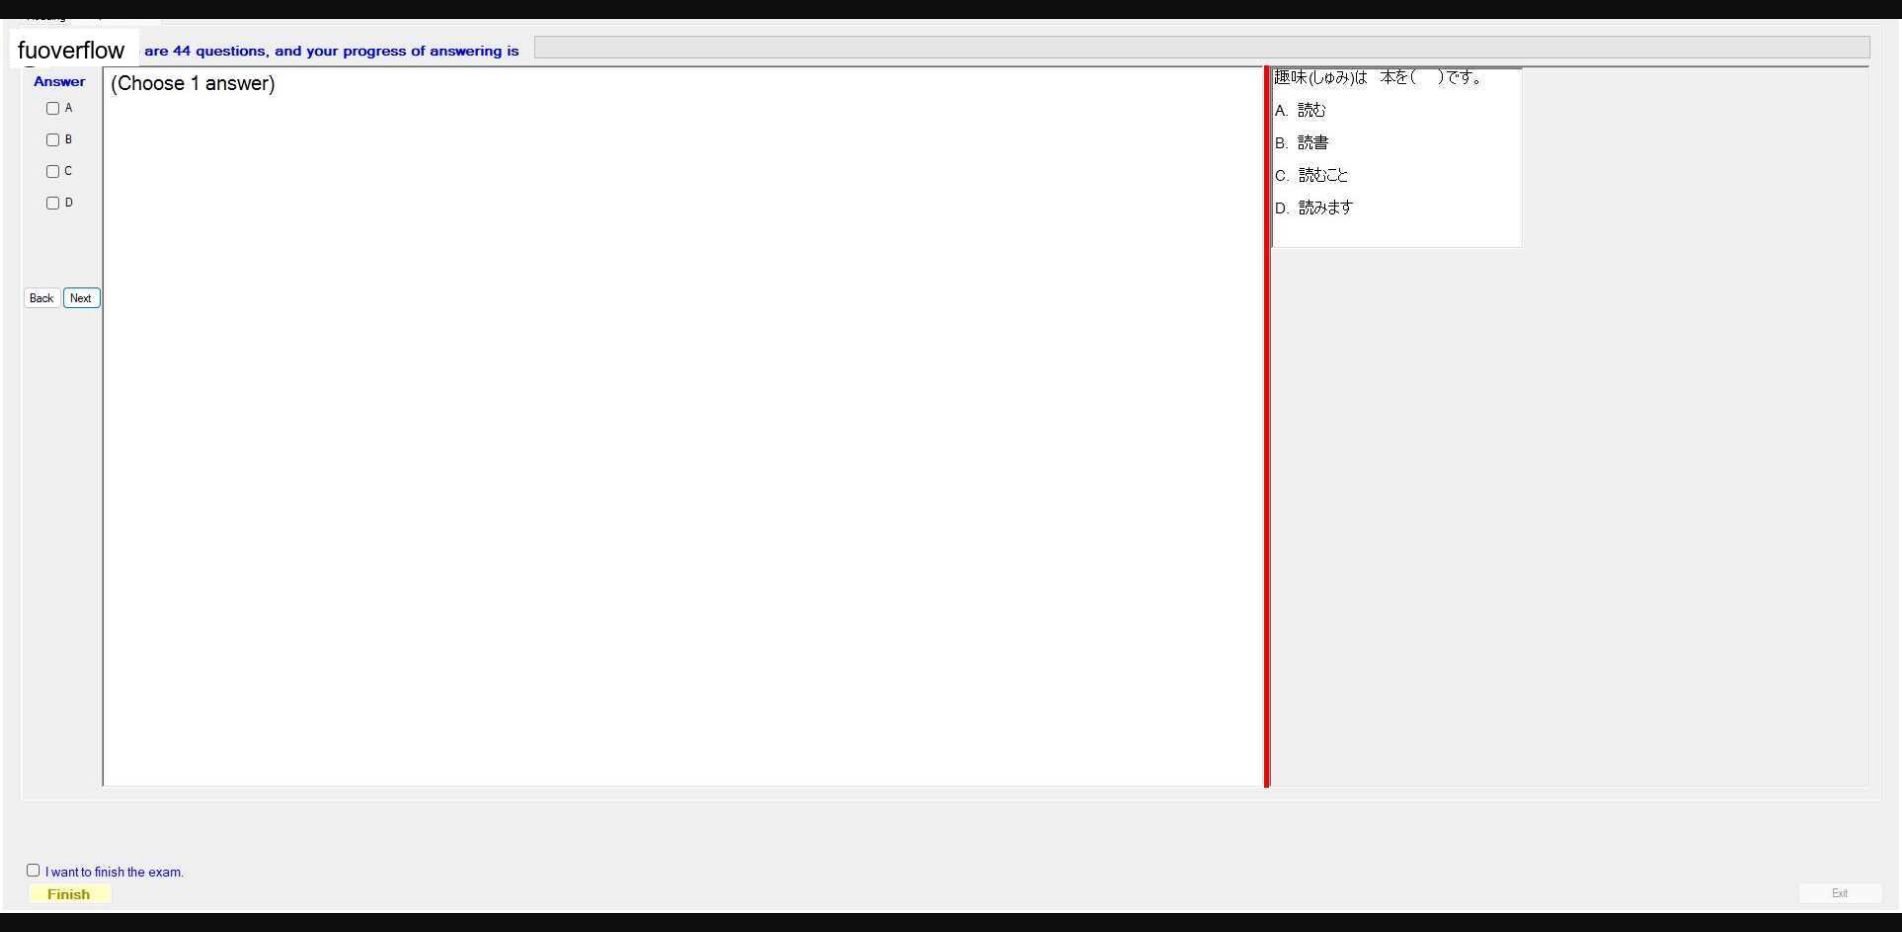 fuoverflow are 44 questions, and your progress of answering is
Answer
(Choose 1 answer)
A
B
C
D
Back Next
趣味(しゅみ)は 本を( )です。
A. 読む
B. 読書
C. 読むこと
D. 読みます
I want to finish the exam.
Finish
Exit